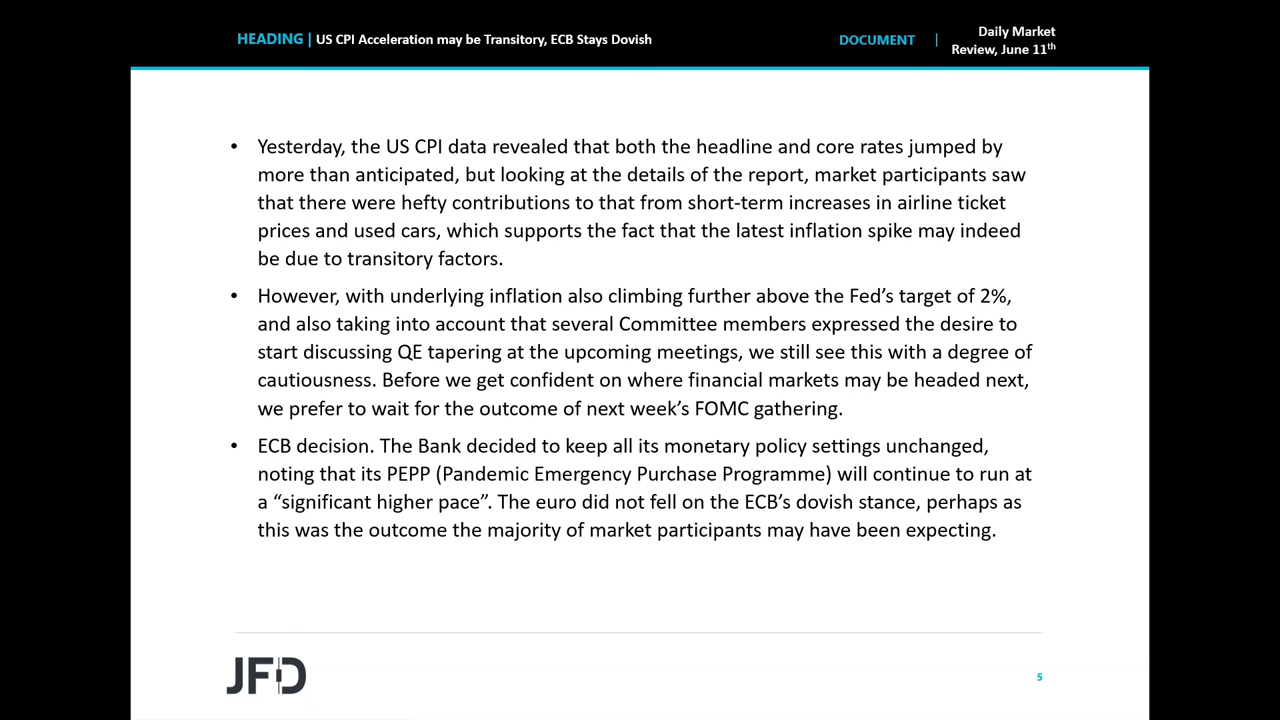 HEADING | US CPI Acceleration may be Transitory, ECB Stays Dovish
DOCUMENT | Daily Market
Review, June 11th
• Yesterday, the US CPI data revealed that both the headline and core rates jumped by
more than anticipated, but looking at the details of the report, market participants saw
that there were hefty contributions to that from short-term increases in airline ticket
prices and used cars, which supports the fact that the latest inflation spike may indeed
be due to transitory factors.
• However, with underlying inflation also climbing further above the Fed's target of 2%,
and also taking into account that several Committee members expressed the desire to
start discussing QE tapering at the upcoming meetings, we still see this with a degree of
cautiousness. Before we get confident on where financial markets may be headed next,
we prefer to wait for the outcome of next week's FOMC gathering.
• ECB decision. The Bank decided to keep all its monetary policy settings unchanged,
noting that its PEPP (Pandemic Emergency Purchase Programme) will continue to run at
a “significant higher pace”. The euro did not fell on the ECB's dovish stance, perhaps as
this was the outcome the majority of market participants may have been expecting.
JFD
5